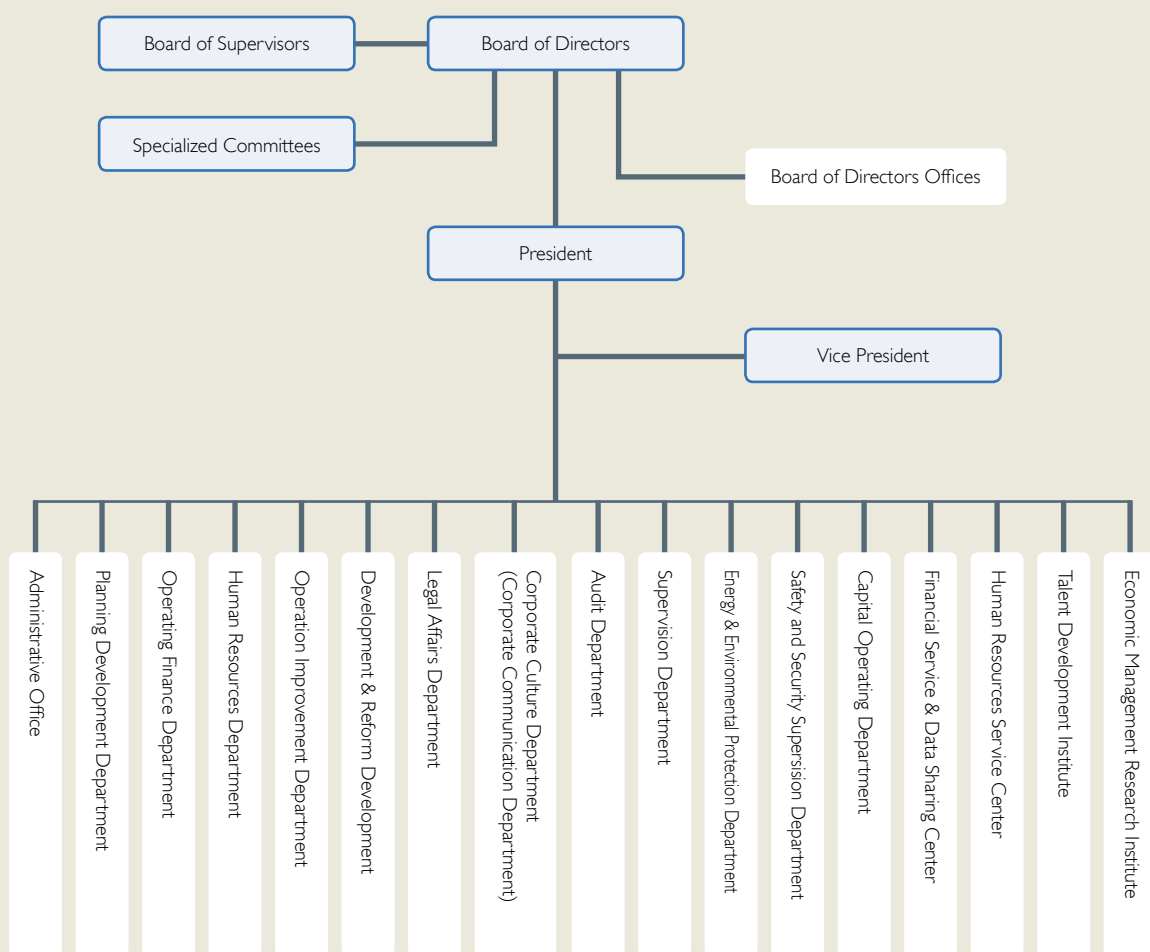 Board of Supervisors
Board of Directors
Specialized Committees
Board of Directors Offices
President
Vice President
Administrative Office
Planning Development Department
Operating Finance Department
Human Resources Department
Operation Improvement Department
Development & Reform Development
Legal Affairs Department
Corporate Culture Department
(Corporate Communication Department)
Audit Department
Supervision Department
Energy & Environmental Protection Department
Safety and Security Supersision Department
Capital Operating Department
Financial Service & Data Sharing Center
Human Resources Service Center
Talent Development Institute
Economic Management Research Institute